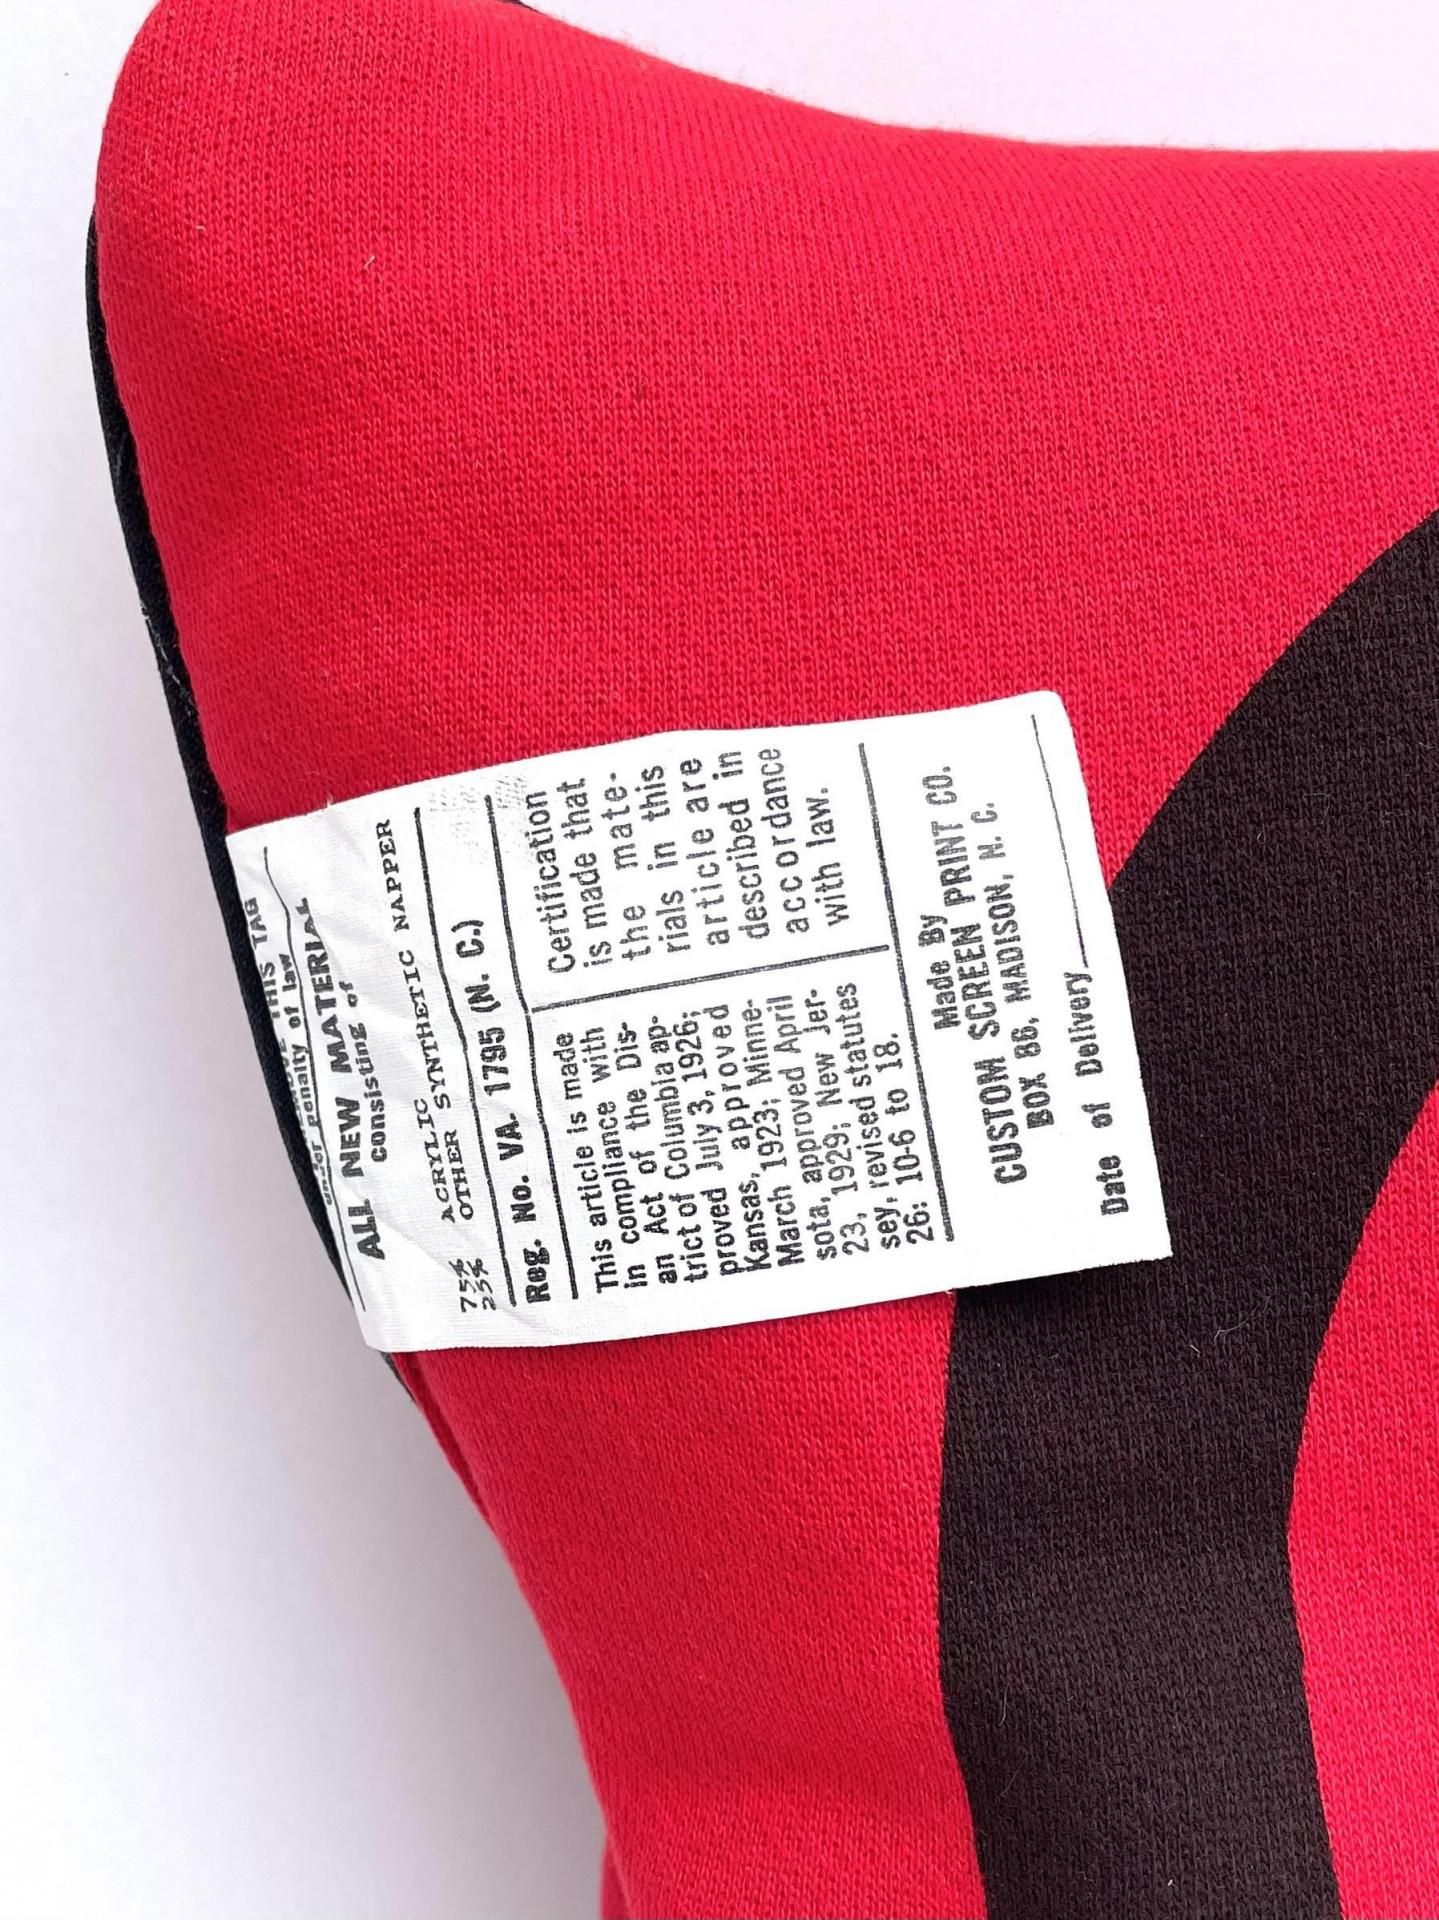 THIS TAG
under penalty of law
ALL NEW MATERIAL
consisting of
75% ACRYLIC
25% OTHER SYNTHETIC NAPPER
Reg. No. VA. 1795 (N. C.)
This article is made
in compliance with
an Act of the Dis-
trict of Columbia ap-
proved July 3, 1926;
Kansas, approved
March 1923; Minne-
sota, approved April
23, 1929; New Jer-
sey, revised statutes
26: 10-6 to 18.
Certification
is made that
the mate-
rials in this
article are
described in
accordance
with law.
Made By
CUSTOM SCREEN PRINT CO.
BOX 86, MADISON, N. C.
Date of Delivery